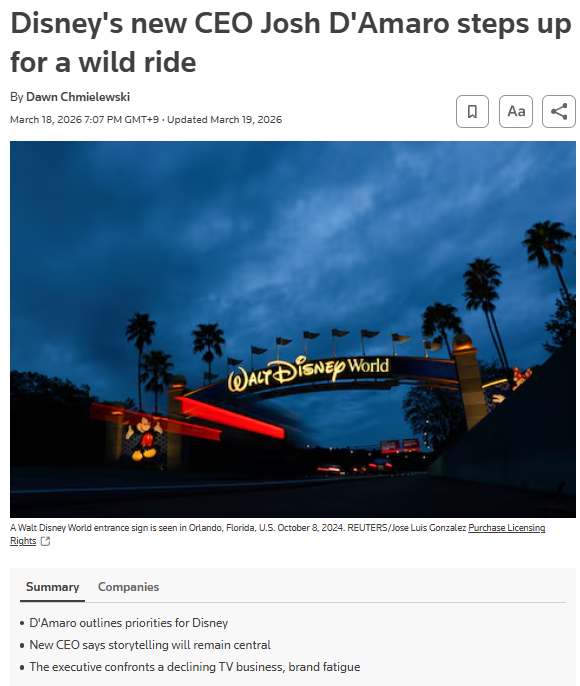 Disney's new CEO Josh D'Amaro steps up
for a wild ride
By Dawn Chmielewski
March 18, 2026 7:07 PM GMT+9 · Updated March 19, 2026
Aa
WALT DISNEY World
A Walt Disney World entrance sign is seen in Orlando, Florida, U.S. October 8, 2024. REUTERS/Jose Luis Gonzalez Purchase Licensing
Rights
Summary Companies
• D'Amaro outlines priorities for Disney
• New CEO says storytelling will remain central
• The executive confronts a declining TV business, brand fatigue